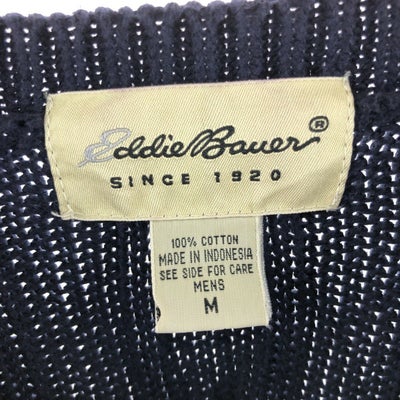 Eddie Bauer®
SINCE 1920
100% COTTON
MADE IN INDONESIA
SEE SIDE FOR CARE
MENS
M